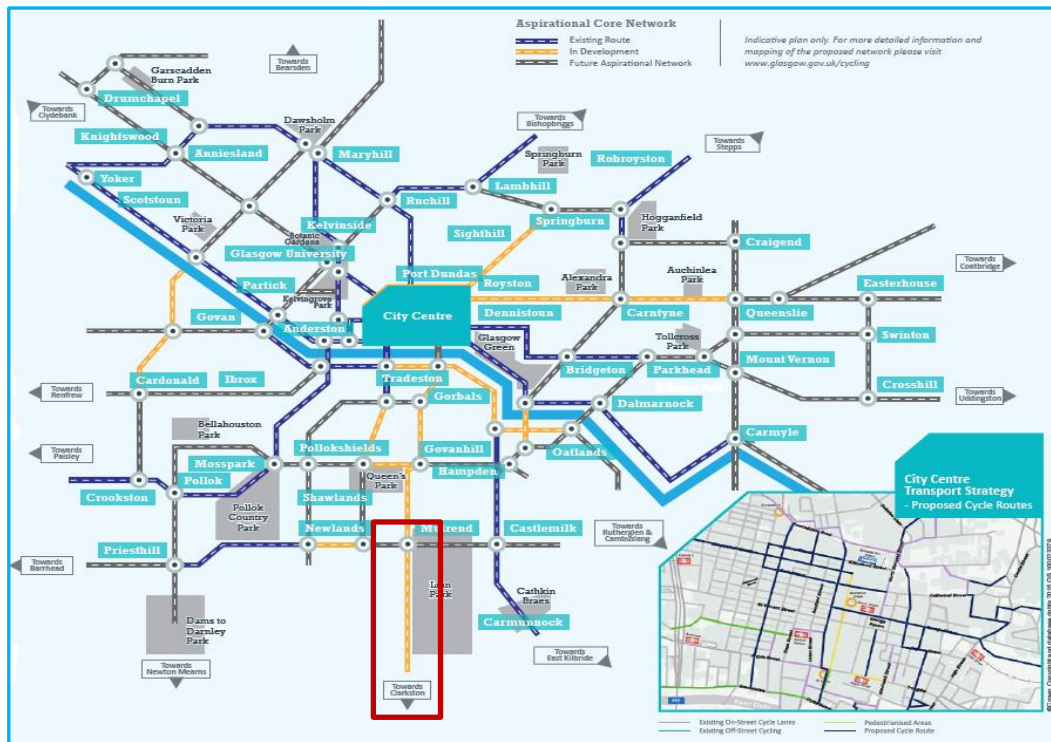 Aspirational Core Network
Existing Route
In Development
Future Aspirational Network
Indicative plan only. For more detailed information and
mapping of the proposed network please visit
www.glasgow.gov.uk/cycling
Towards
Bearsden
Garscadden
Burn Park
Drumchapel
Towards
Clydebank
Knightswood
Anniesland
Dawsholm
Park
Maryhill
Towards
Bishopbriggs
Springburn
Park
Robroyston
Towards
Stepps
Yoker
Scotstoun
Ruchill
Lambhill
Victoria
Park
Kelvinside
Botanic
Gardens
Sighthill
Springburn
Hogganfield
Park
Craigend
Glasgow University
Partick
Kelvingrove
Park
Port Dundas
Royston
Alexandra
Park
Auchinlea
Park
Towards
Coatbridge
Easterhouse
Govan
Anderston
City Centre
Dennistoun
Carntyne
Queenslie
Glasgow
Green
Tollcross
Park
Swinton
Bridgeton
Parkhead
Mount Vernon
Cardonald
Ibrox
Tradeston
Gorbals
Dalmarnock
Crosshill
Towards
Renfrew
Towards
Uddingston
Bellahouston
Park
Pollokshields
Govanhill
Oatlands
Carmyle
Towards
Paisley
Mosspark
Pollok
Hampden
Queen's
Park
Crookston
Pollok
Country
Park
Shawlands
Newlands
Muirend
Castlemilk
Towards
Rutherglen &
Cambuslang
Priesthill
Towards
Barrhead
Linn
Park
Cathkin
Braes
Carmunnock
Dams to
Darnley
Park
Towards
Newton Mearns
Towards
East Kilbride
Towards
Clarkston
City Centre
Transport Strategy
- Proposed Cycle Routes
George
Square
Existing On-Street Cycle Lanes
Existing Off-Street Cycling
Pedestrianised Areas
Proposed Cycle Route